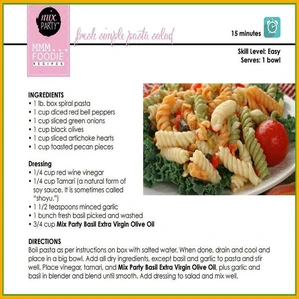 mix.
PARTY
MMM...
FOODIE
RECIPES
fresh simple pasta salad
15 minutes
Skill Level: Easy
Serves: 1 bowl
INGREDIENTS
• 1 lb. box spiral pasta
• 1 cup diced red bell peppers
• 1 cup sliced green onions
• 1 cup black olives
• 1 cup sliced artichoke hearts
• 1 cup toasted pecan pieces
Dressing
• 1/4 cup red wine vinegar
• 1/4 cup Tamari (a natural form of
soy sauce. It is sometimes called
“shoyu.”)
• 1 1/2 teaspoons minced garlic
• 1 bunch fresh basil picked and washed
• 3/4 cup Mix Party Basil Extra Virgin Olive Oil
DIRECTIONS
Boil pasta as per instructions on box with salted water. When done, drain and cool and
place in a big bowl. Add all dry ingredients, except basil and garlic to pasta and stir
well. Place vinegar, tamari, and Mix Party Basil Extra Virgin Olive Oil, plus garlic and
basil in blender and blend until smooth. Add dressing to salad and mix well.